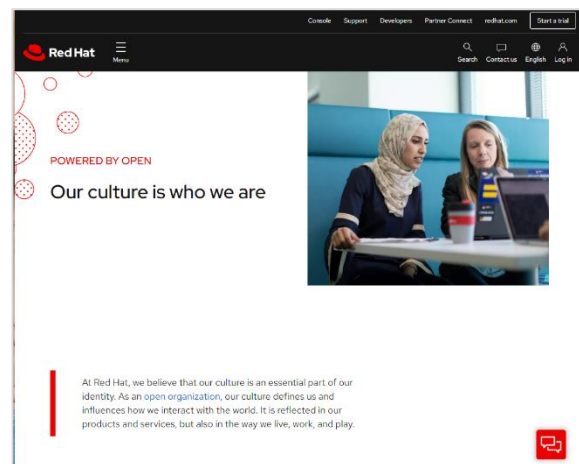 Console Support Developers Partner Connect redhat.com Start a trial
Red Hat Menu Search Contact us English Log in
POWERED BY OPEN
Our culture is who we are
At Red Hat, we believe that our culture is an essential part of our
identity. As an open organization, our culture defines us and
influences how we interact with the world. It is reflected in our
products and services, but also in the way we live, work, and play.